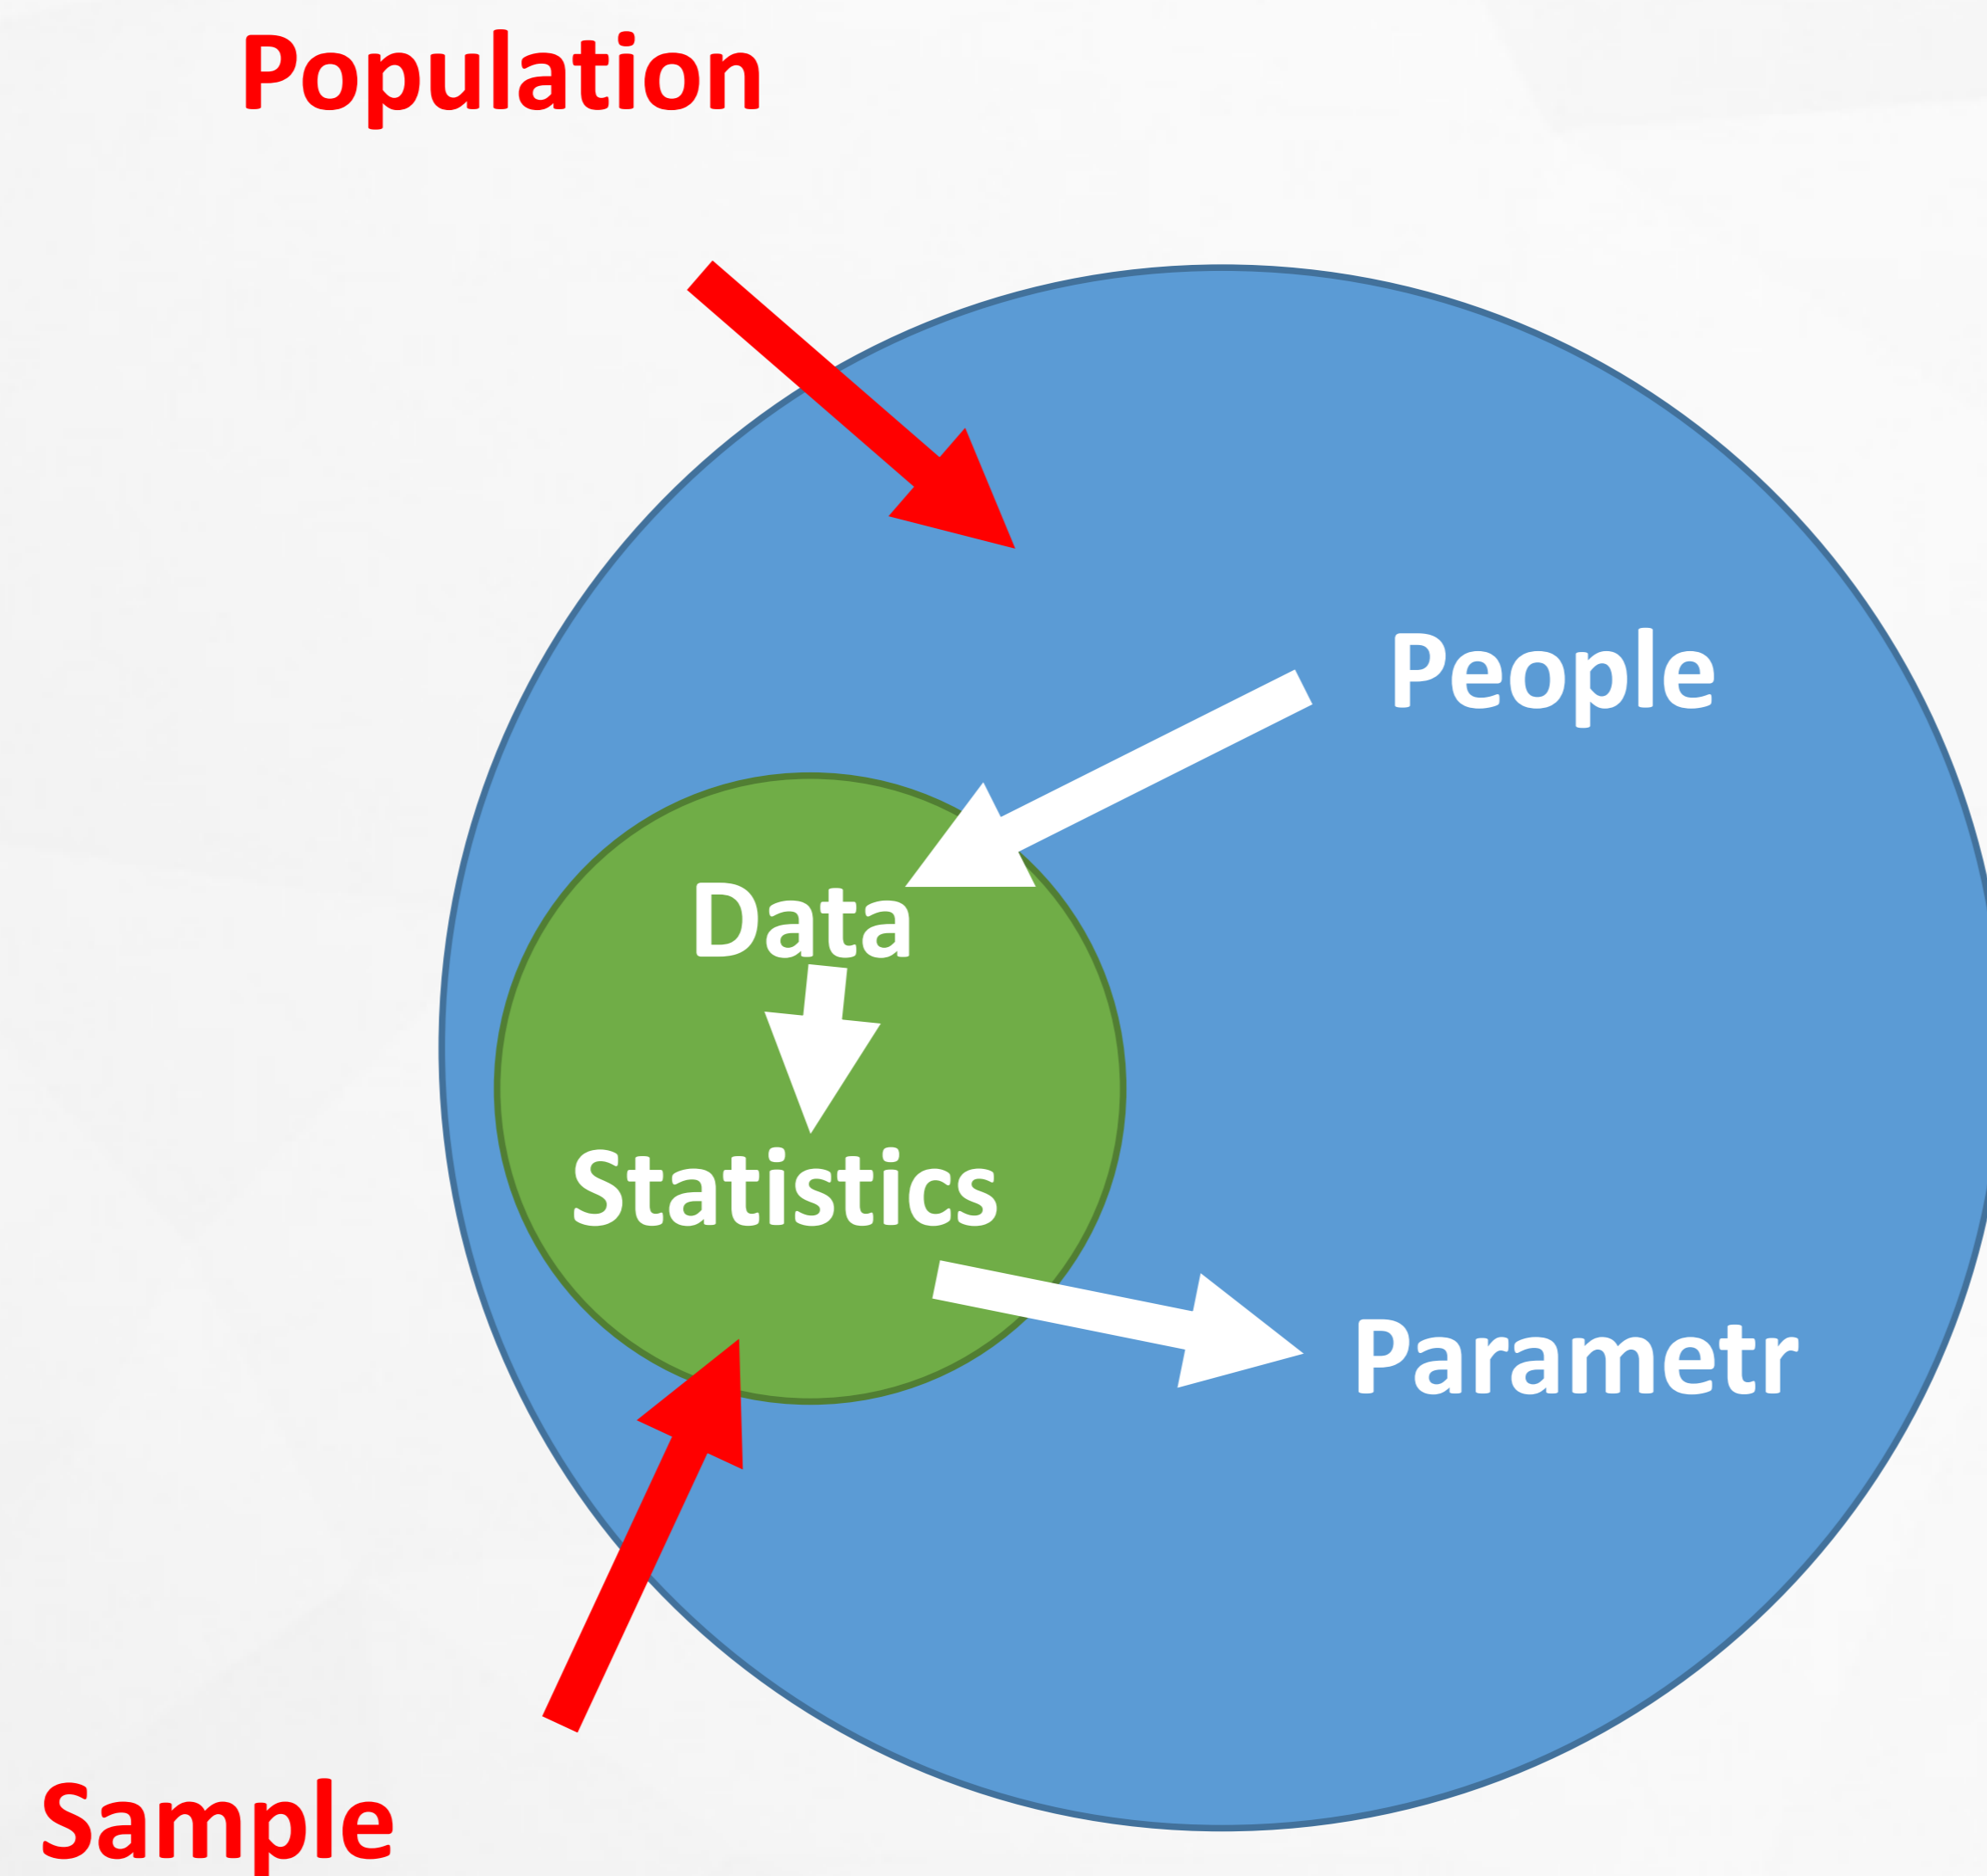 Population
People
Data
Statistics
Parametr
Sample